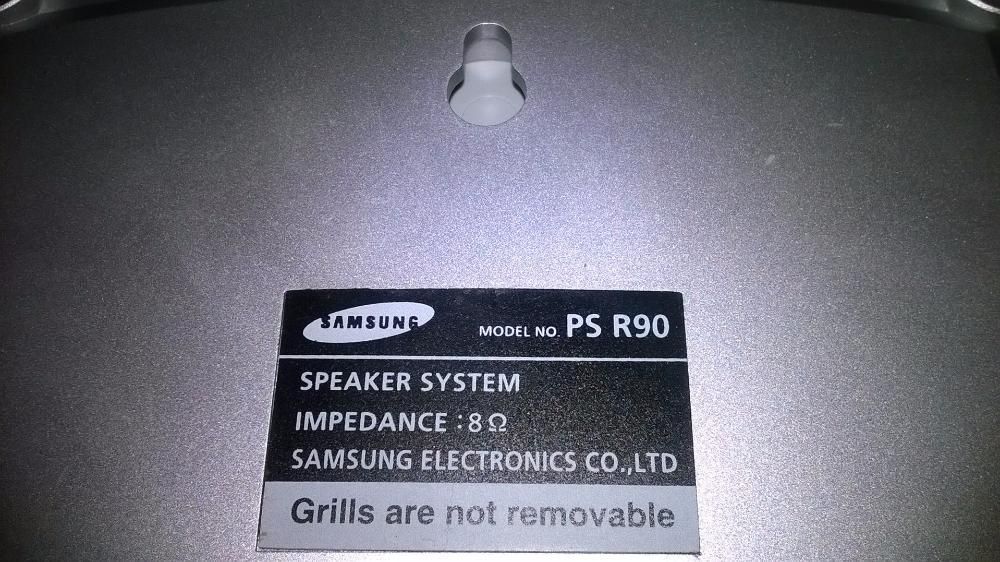 SAMSUNG MODEL NO. PS R90
SPEAKER SYSTEM
IMPEDANCE : 8 Ω
SAMSUNG ELECTRONICS CO.,LTD
Grills are not removable